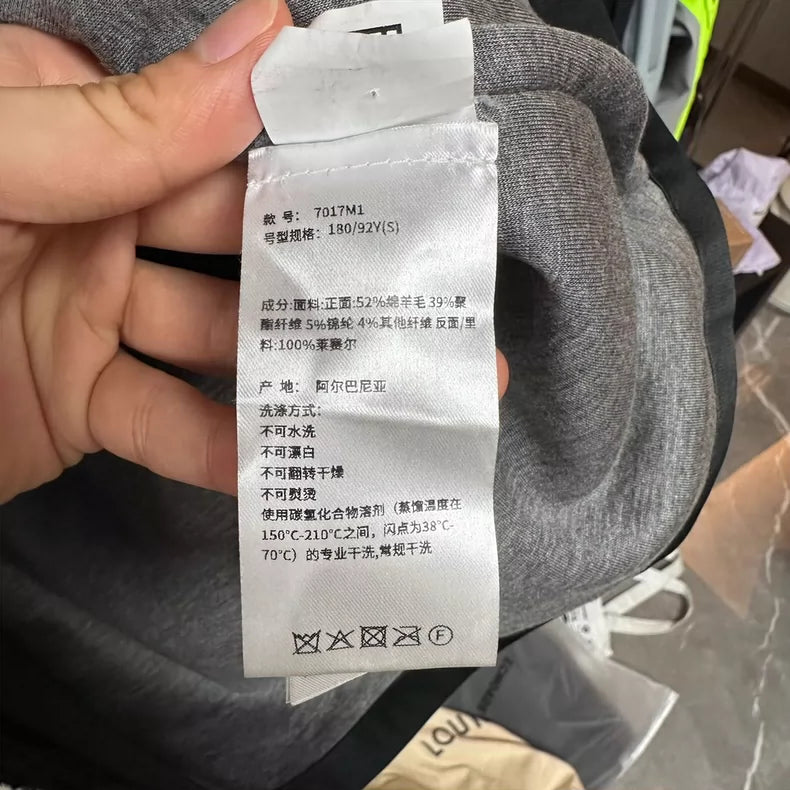 款 号: 7017M1
号型规格: 180/92Y(S)
成分:面料:正面:52%绵羊毛 39%聚
酯纤维 5%锦纶 4%其他纤维 反面/里
料:100%莱赛尔
产 地: 阿尔巴尼亚
洗涤方式:
不可水洗
不可漂白
不可翻转干燥
不可熨烫
使用碳氢化合物溶剂（蒸馏温度在
150°C-210°C之间，闪点为38°C-
70°C）的专业干洗,常规干洗
F